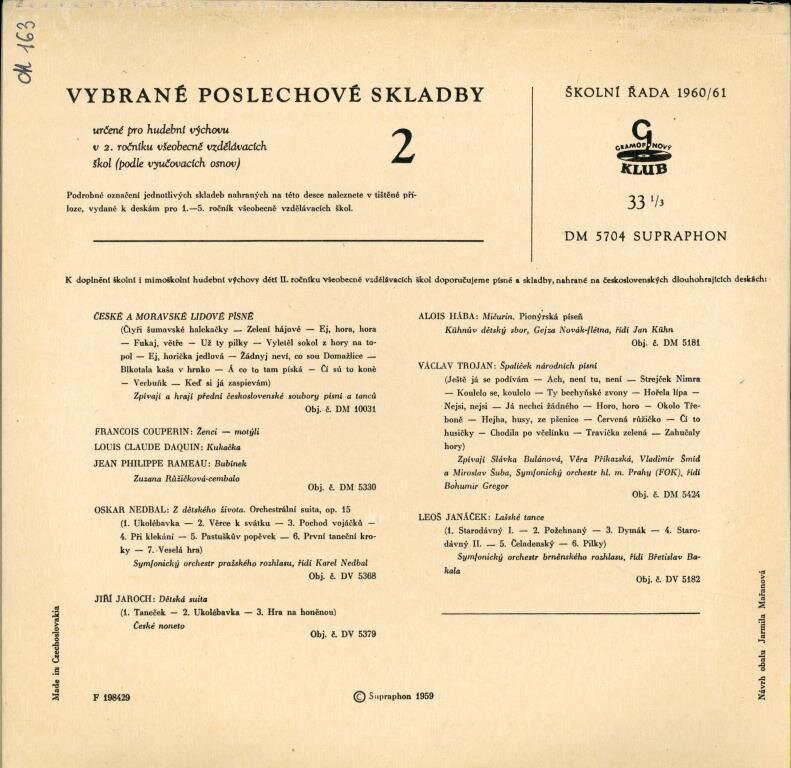 M 163
VYBRANÉ POSLECHOVÉ SKLADBY
určené pro hudební výchovu
v 2. ročníku všeobecně vzdělávacích
škol (podle vyučovacích osnov)
2
Podrobné označení jednotlivých skladeb nahraných na této desce naleznete v tištěné pří-
loze, vydané k deskám pro 1.—5. ročník všeobecně vzdělávacích škol.
ŠKOLNÍ ŘADA 1960/61
G
GRAMOFONOVÝ
KLUB
33 1/3
DM 5704 SUPRAPHON
K doplnění školní i mimoškolní hudební výchovy dětí II. ročníku všeobecně vzdělávacích škol doporučujeme písně a skladby, nahrané na československých dlouhohrajících deskách:
ČESKÉ A MORAVSKÉ LIDOVÉ PÍSNĚ
(Čtyři šumavské halekačky — Zelení hájové — Ej, hora, hora
— Fukaj, větře — Už ty pilky — Vyletěl sokol z hory na to-
pol — Ej, horička jedlová — Žádnyj neví, co sou Domažlice —
Blkotala kaša v hrnko — A co to tam píská — Čí sú to koně
— Verbuňk — Keď si já zaspievám)
Zpívají a hrají přední československé soubory písní a tanců
Obj. č. DM 10031
FRANCOIS COUPERIN: Ženci — motýli
LOUIS CLAUDE DAQUIN: Kukačka
JEAN PHILIPPE RAMEAU: Bubínek
Zuzana Růžičková-cembalo
Obj. č. DM 5330
OSKAR NEDBAL: Z dětského života. Orchestrální suita, op. 15
(1. Ukolébavka — 2. Věrce k svátku — 3. Pochod vojáčků —
4. Při klekání — 5. Pastuškův popěvek — 6. První taneční kro-
ky — 7. Veselá hra)
Symfonický orchestr pražského rozhlasu, řídí Karel Nedbal
Obj. č. DV 5368
JIŘÍ JAROCH: Dětská suita
(1. Taneček — 2. Ukolébavka — 3. Hra na honěnou)
České noneto
Obj. č. DV 5379
ALOIS HÁBA: Mičurin. Pionýrská píseň
Kühnův dětský sbor, Gejza Novák-flétna, řídí Jan Kühn
Obj. č. DM 5181
VÁCLAV TROJAN: Špalíček národních písní
(Ještě já se podívám — Ach, není tu, není — Strejček Nimra
— Koulelo se, koulelo — Ty bechyňské zvony — Hořela lípa —
Nejsi, nejsi — Já nechci žádného — Horo, horo — Okolo Tře-
boně — Hejha, husy, ze pšenice — Červená růžičko — Čí to
husičky — Chodila po včelínku — Travička zelená — Zahučaly
hory)
Zpívají Slávka Bulánová, Věra Příkazská, Vladimír Šmíd
a Miroslav Šuba, Symfonický orchestr hl. m. Prahy (FOK), řídí
Bohumír Gregor
Obj. č. DM 5424
LEOŠ JANÁČEK: Lašské tance
(1. Starodávný I. — 2. Požehnaný — 3. Dymák — 4. Staro-
dávný II. — 5. Čeladenský — 6. Pilky)
Symfonický orchestr brněnského rozhlasu, řídí Břetislav Ba-
kala
Obj. č. DV 5182
Made in Czechoslovakia
F 198429
© Supraphon 1959
Návrh obalu Jarmila Mařanová